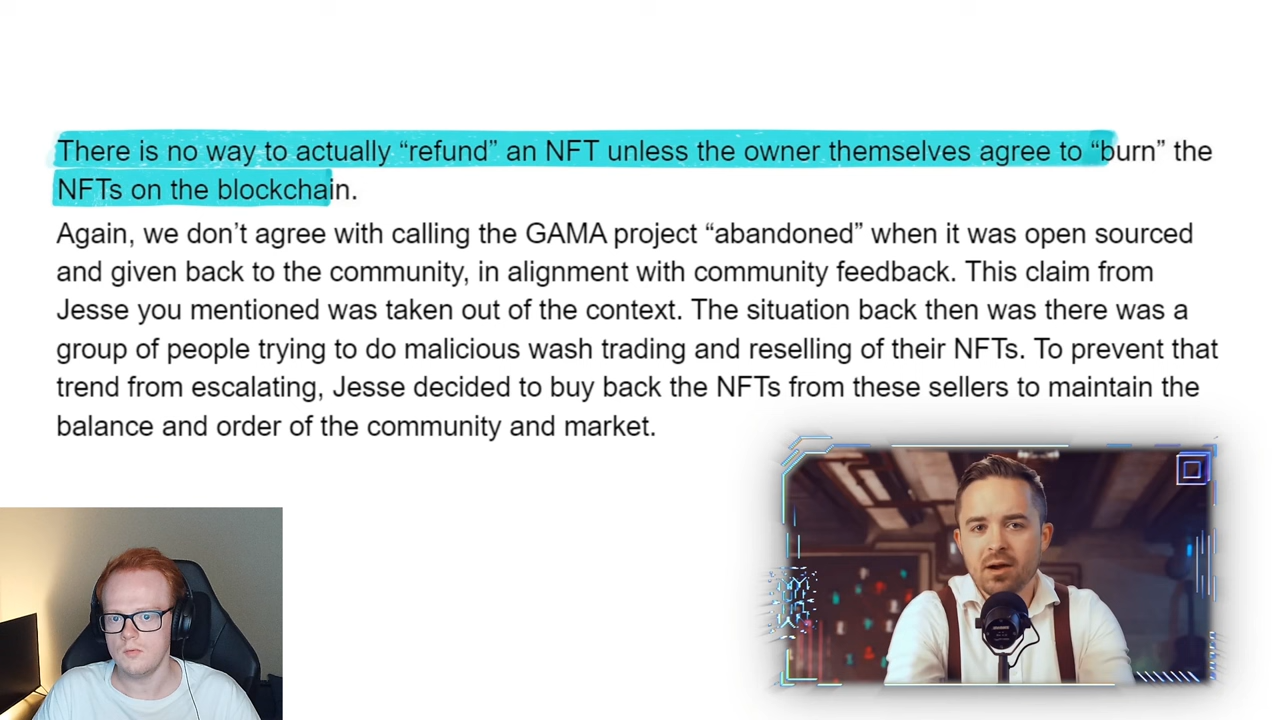 There is no way to actually “refund” an NFT unless the owner themselves agree to “burn” the
NFTs on the blockchain.
Again, we don’t agree with calling the GAMA project “abandoned” when it was open sourced
and given back to the community, in alignment with community feedback. This claim from
Jesse you mentioned was taken out of the context. The situation back then was there was a
group of people trying to do malicious wash trading and reselling of their NFTs. To prevent that
trend from escalating, Jesse decided to buy back the NFTs from these sellers to maintain the
balance and order of the community and market.